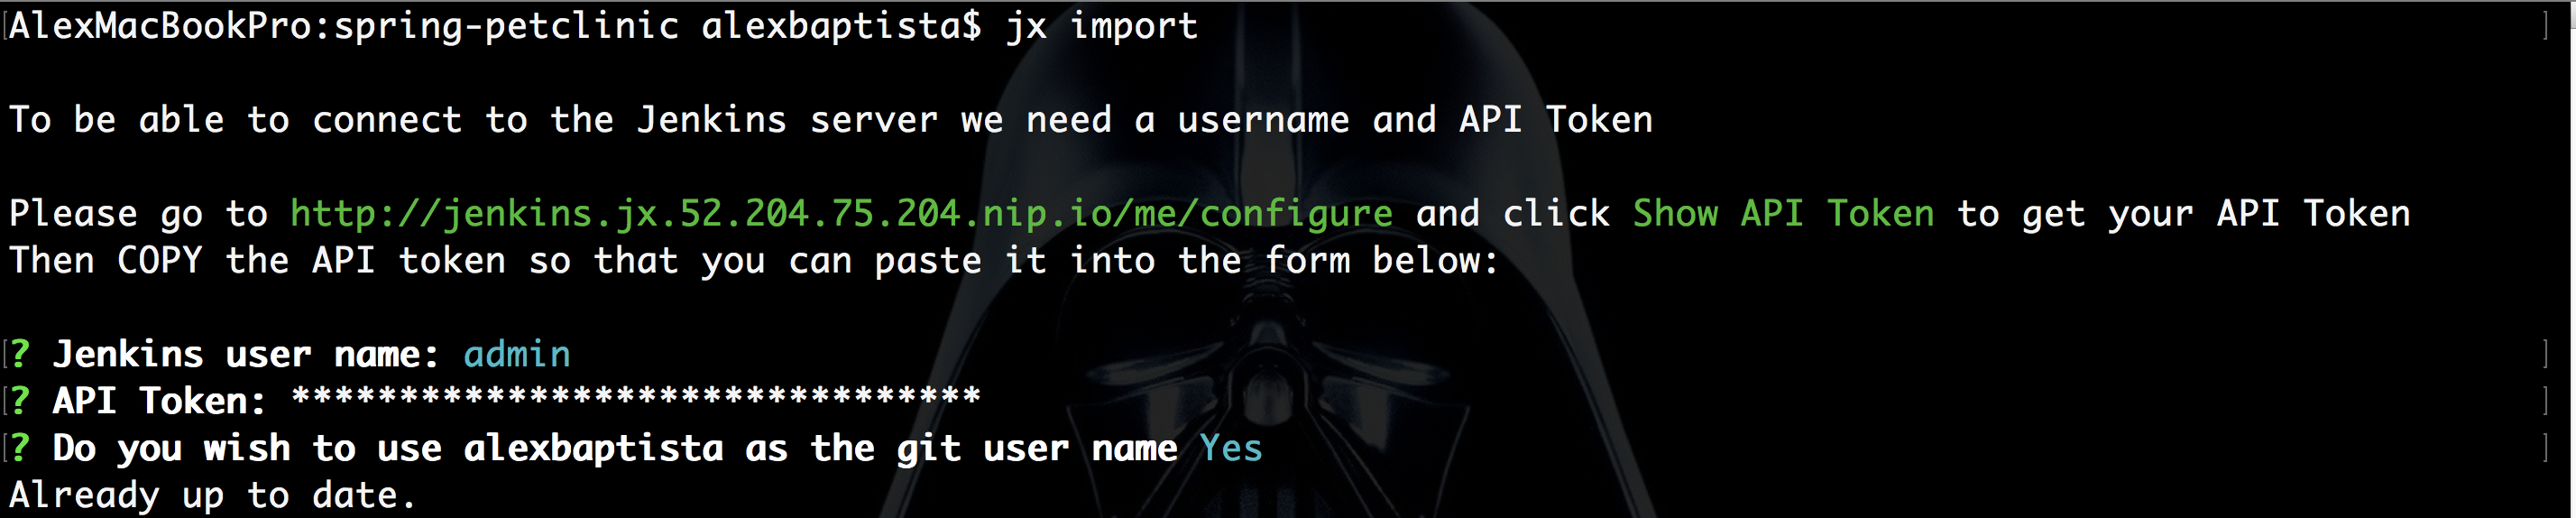 [AlexMacBookPro:spring-petclinic alexbaptista$ jx import ]
To be able to connect to the Jenkins server we need a username and API Token
Please go to http://jenkins.jx.52.204.75.204.nip.io/me/configure and click Show API Token to get your API Token
Then COPY the API token so that you can paste it into the form below:
[? Jenkins user name: admin ]
[? API Token: ******************************** ]
[? Do you wish to use alexbaptista as the git user name Yes ]
Already up to date.